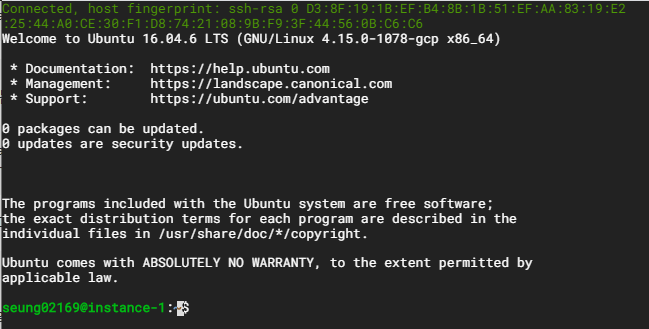 Connected, host fingerprint: ssh-rsa 0 D3:8F:19:1B:EF:B4:8B:1B:51:EF:AA:83:19:E2
:25:44:A0:CE:30:F1:D8:74:21:08:9B:F9:3F:44:56:0B:C6:C6
Welcome to Ubuntu 16.04.6 LTS (GNU/Linux 4.15.0-1078-gcp x86_64)
* Documentation:  https://help.ubuntu.com
* Management:     https://landscape.canonical.com
* Support:        https://ubuntu.com/advantage
0 packages can be updated.
0 updates are security updates.
The programs included with the Ubuntu system are free software;
the exact distribution terms for each program are described in the
individual files in /usr/share/doc/*/copyright.
Ubuntu comes with ABSOLUTELY NO WARRANTY, to the extent permitted by
applicable law.
seung02169@instance-1:~$